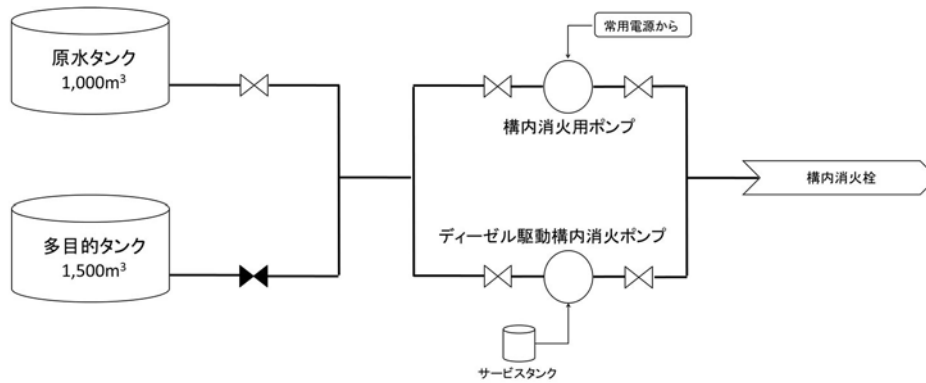 常用電源から
原水タンク
1,000m³
構内消火用ポンプ
構内消火栓
多目的タンク
1,500m³
ディーゼル駆動構内消火ポンプ
サービスタンク